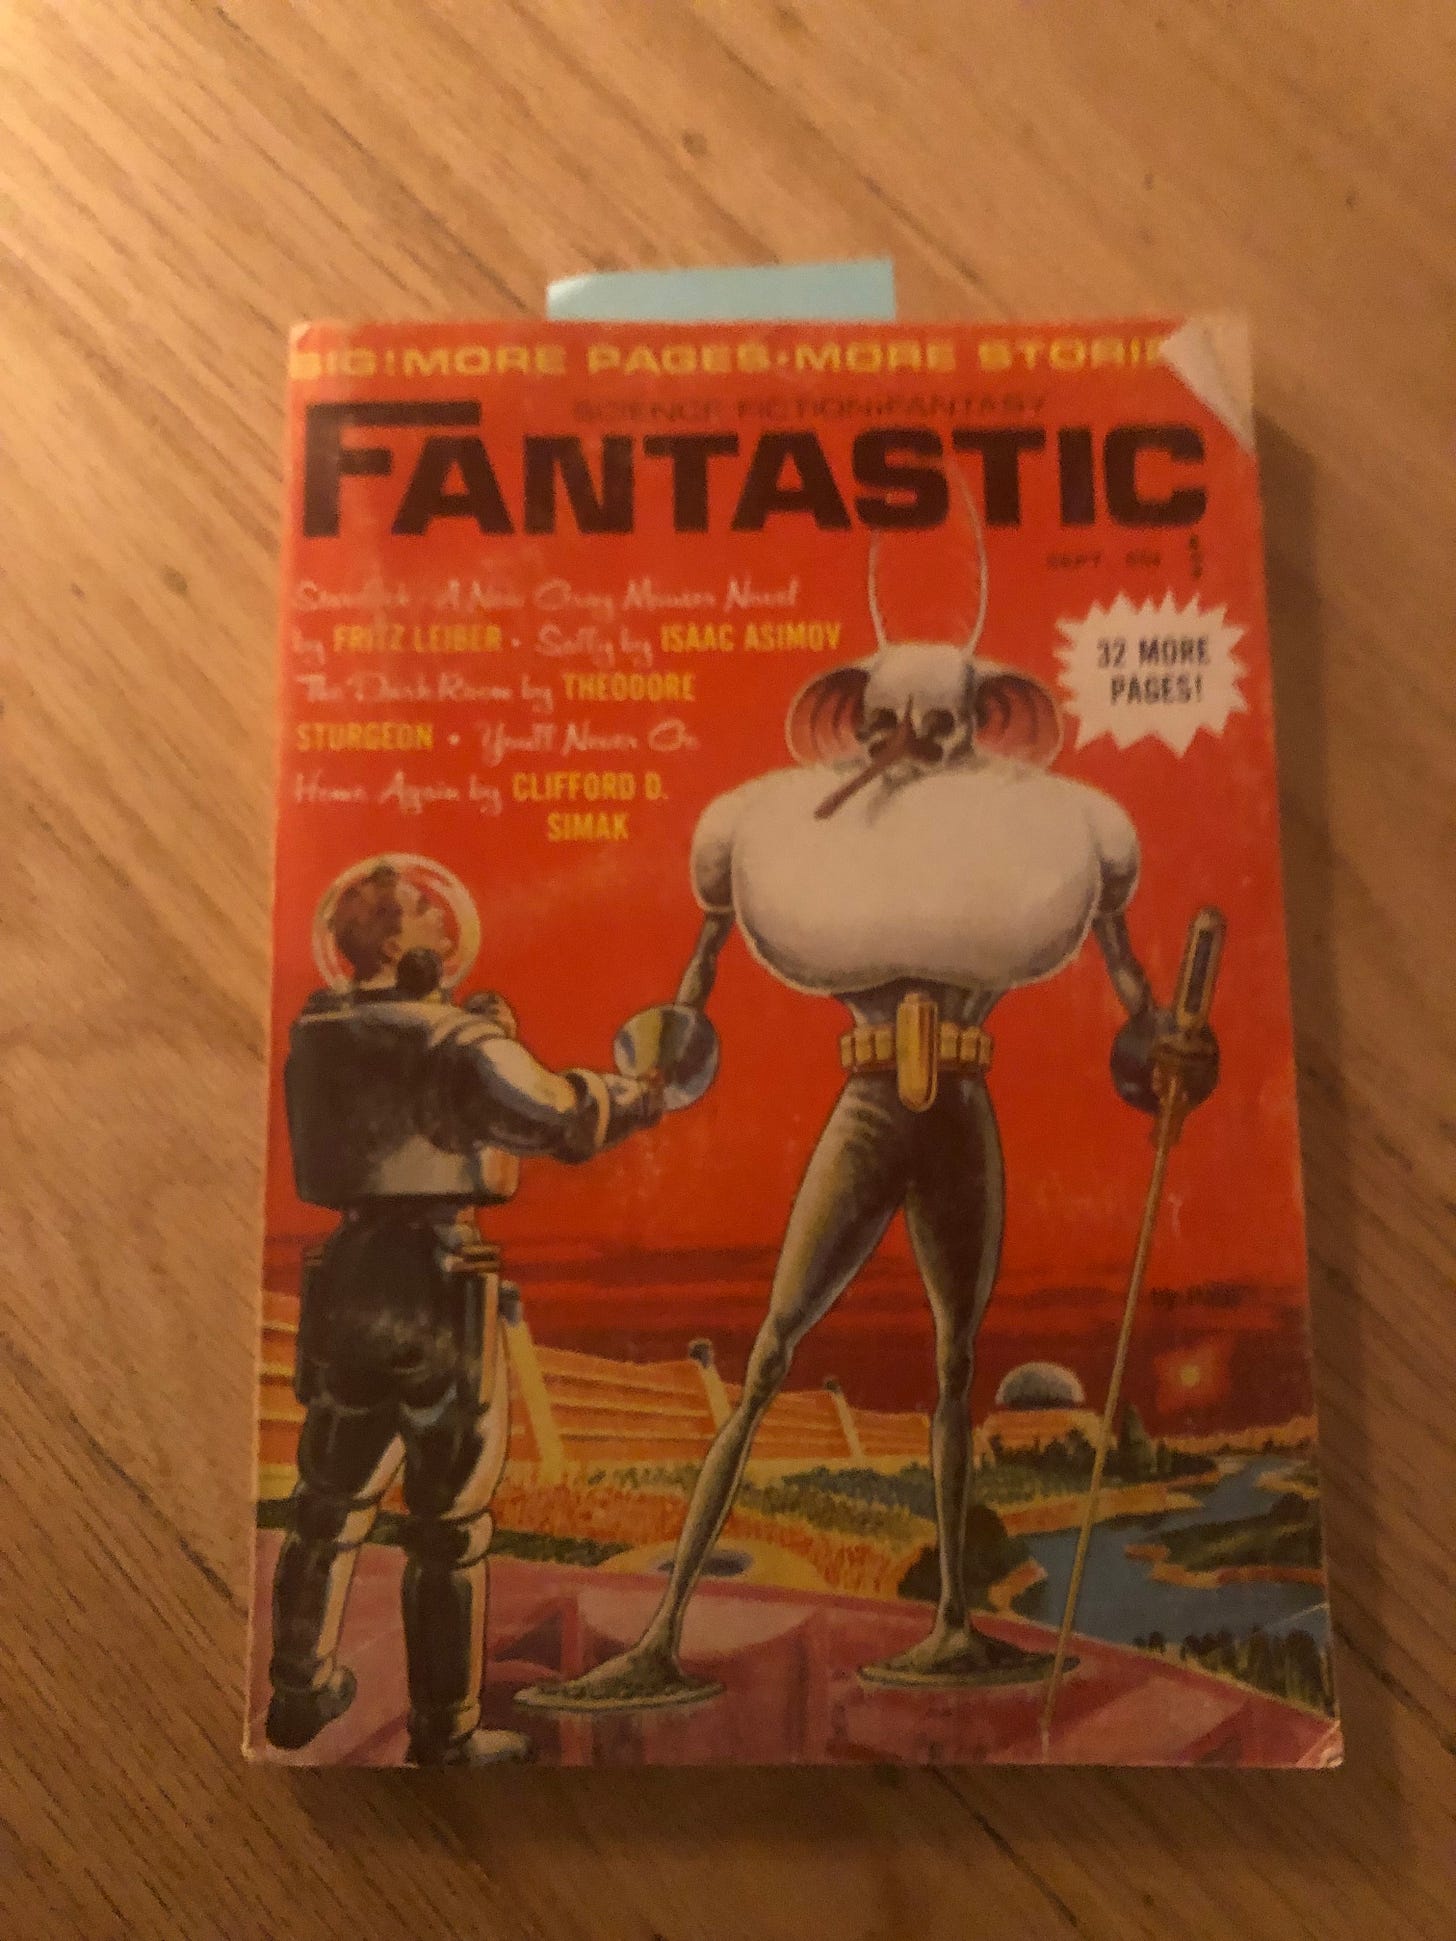 BIG! MORE PAGES • MORE STORIE
SCIENCE FICTION FANTASY
FANTASTIC
SEPT. 50¢
Stardock • A New Gray Mouser Novel
by FRITZ LEIBER • Sally by ISAAC ASIMOV
The Dark Room by THEODORE
STURGEON • You'll Never Go
Home Again by CLIFFORD D.
SIMAK
32 MORE
PAGES!